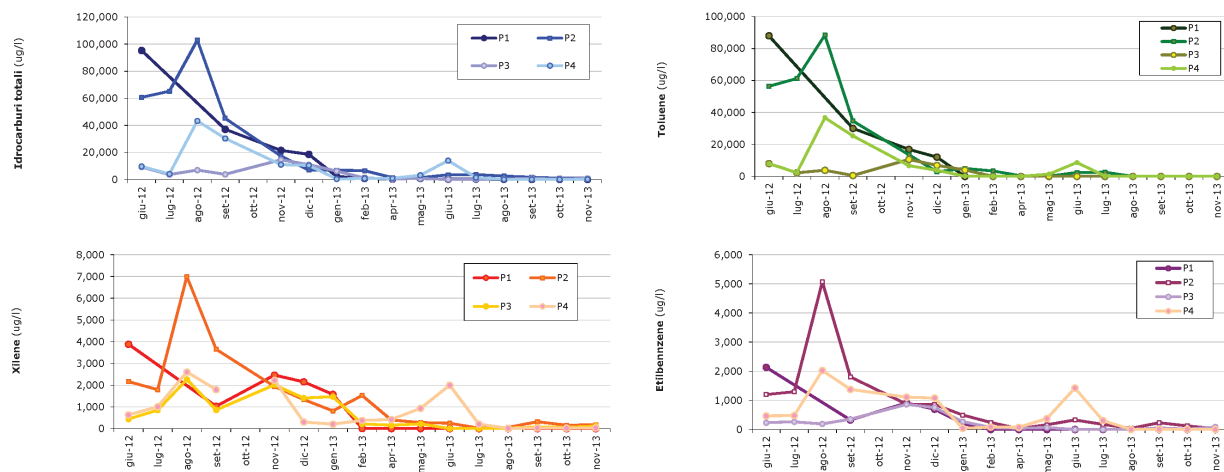 Idrocarburi totali (ug/l)
120,000
100,000
80,000
60,000
40,000
20,000
0
P1
P2
P3
P4
giu-12
lug-12
ago-12
set-12
ott-12
nov-12
dic-12
gen-13
feb-13
apr-13
mag-13
giu-13
lug-13
ago-13
set-13
ott-13
nov-13
Toluene (ug/l)
100,000
80,000
60,000
40,000
20,000
0
P1
P2
P3
P4
giu-12
lug-12
ago-12
set-12
ott-12
nov-12
dic-12
gen-13
feb-13
apr-13
mag-13
giu-13
lug-13
ago-13
set-13
ott-13
nov-13
Xilene (ug/l)
8,000
7,000
6,000
5,000
4,000
3,000
2,000
1,000
0
P1
P2
P3
P4
giu-12
lug-12
ago-12
set-12
ott-12
nov-12
dic-12
gen-13
feb-13
apr-13
mag-13
giu-13
lug-13
ago-13
set-13
ott-13
nov-13
Etilbennzene (ug/l)
6,000
5,000
4,000
3,000
2,000
1,000
0
P1
P2
P3
P4
giu-12
lug-12
ago-12
set-12
ott-12
nov-12
dic-12
gen-13
feb-13
apr-13
mag-13
giu-13
lug-13
ago-13
set-13
ott-13
nov-13